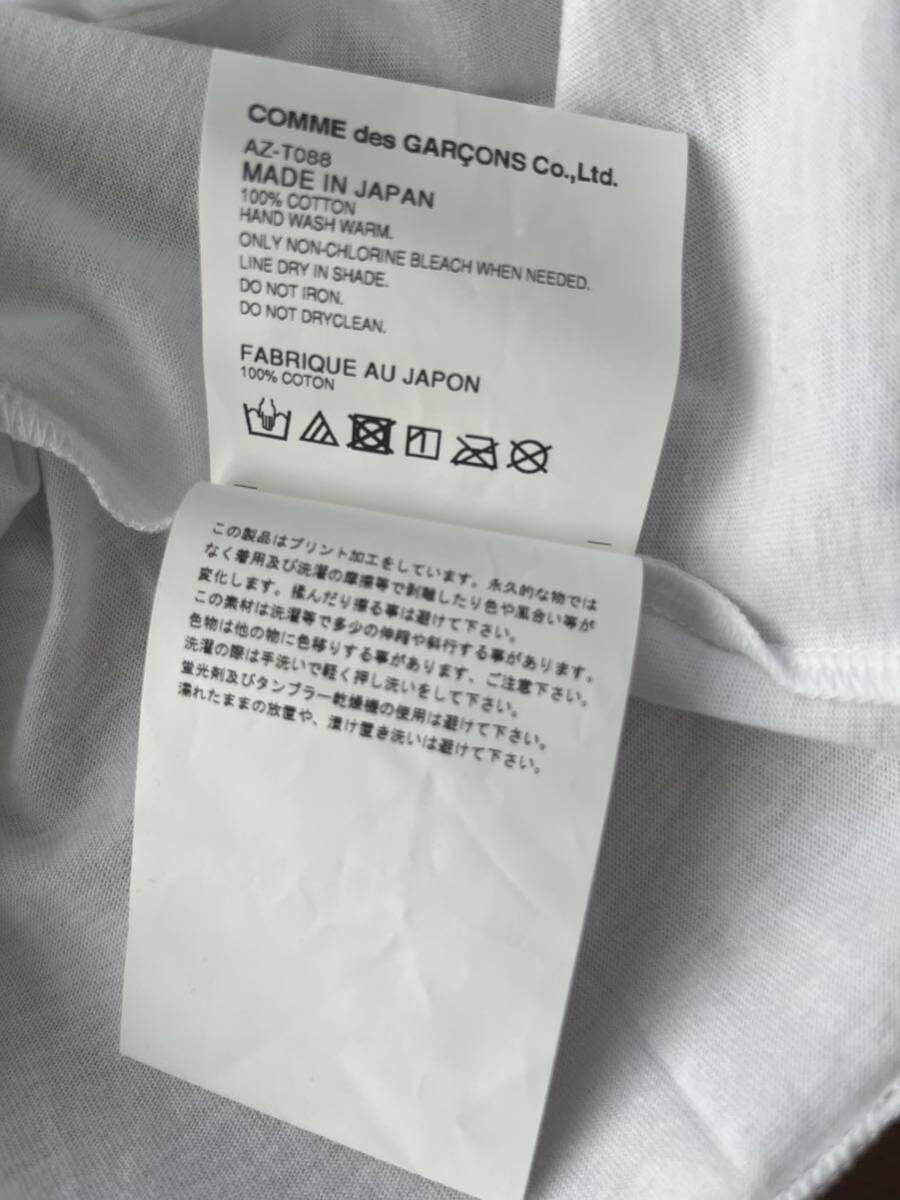 COMME des GARÇONS Co.,Ltd.
AZ-T088
MADE IN JAPAN
100% COTTON
HAND WASH WARM.
ONLY NON-CHLORINE BLEACH WHEN NEEDED.
LINE DRY IN SHADE.
DO NOT IRON.
DO NOT DRYCLEAN.
FABRIQUE AU JAPON
100% COTON
この製品はプリント加工をしています。永久的な物では
なく着用及び洗濯の摩擦等で剥離したり色や風合い等が
変化します。揉んだり擦る事は避けて下さい。
この素材は洗濯等で多少の伸縮や斜行する事があります。
色物は他の物に色移りする事があります、ご注意下さい。
洗濯の際は手洗いで軽く押し洗いをして下さい。
蛍光剤及びタンブラー乾燥機の使用は避けて下さい。
濡れたままの放置や、漬け置き洗いは避けて下さい。